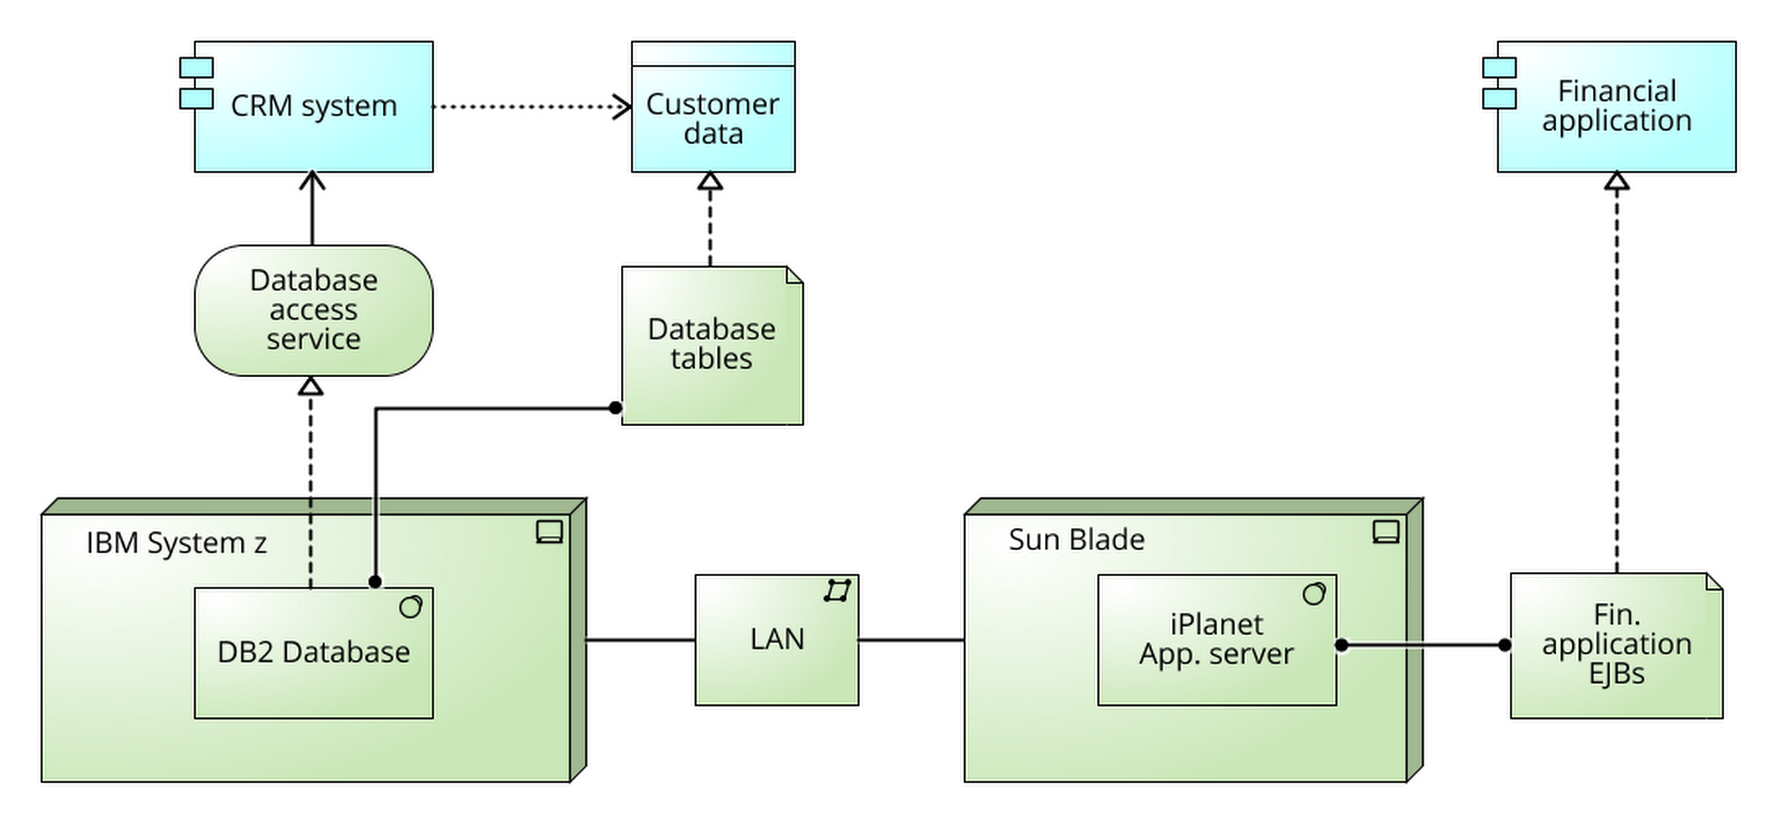 CRM system
Customer
data
Financial
application
Database
access
service
Database
tables
IBM System z
DB2 Database
LAN
Sun Blade
iPlanet
App. server
Fin.
application
EJBs